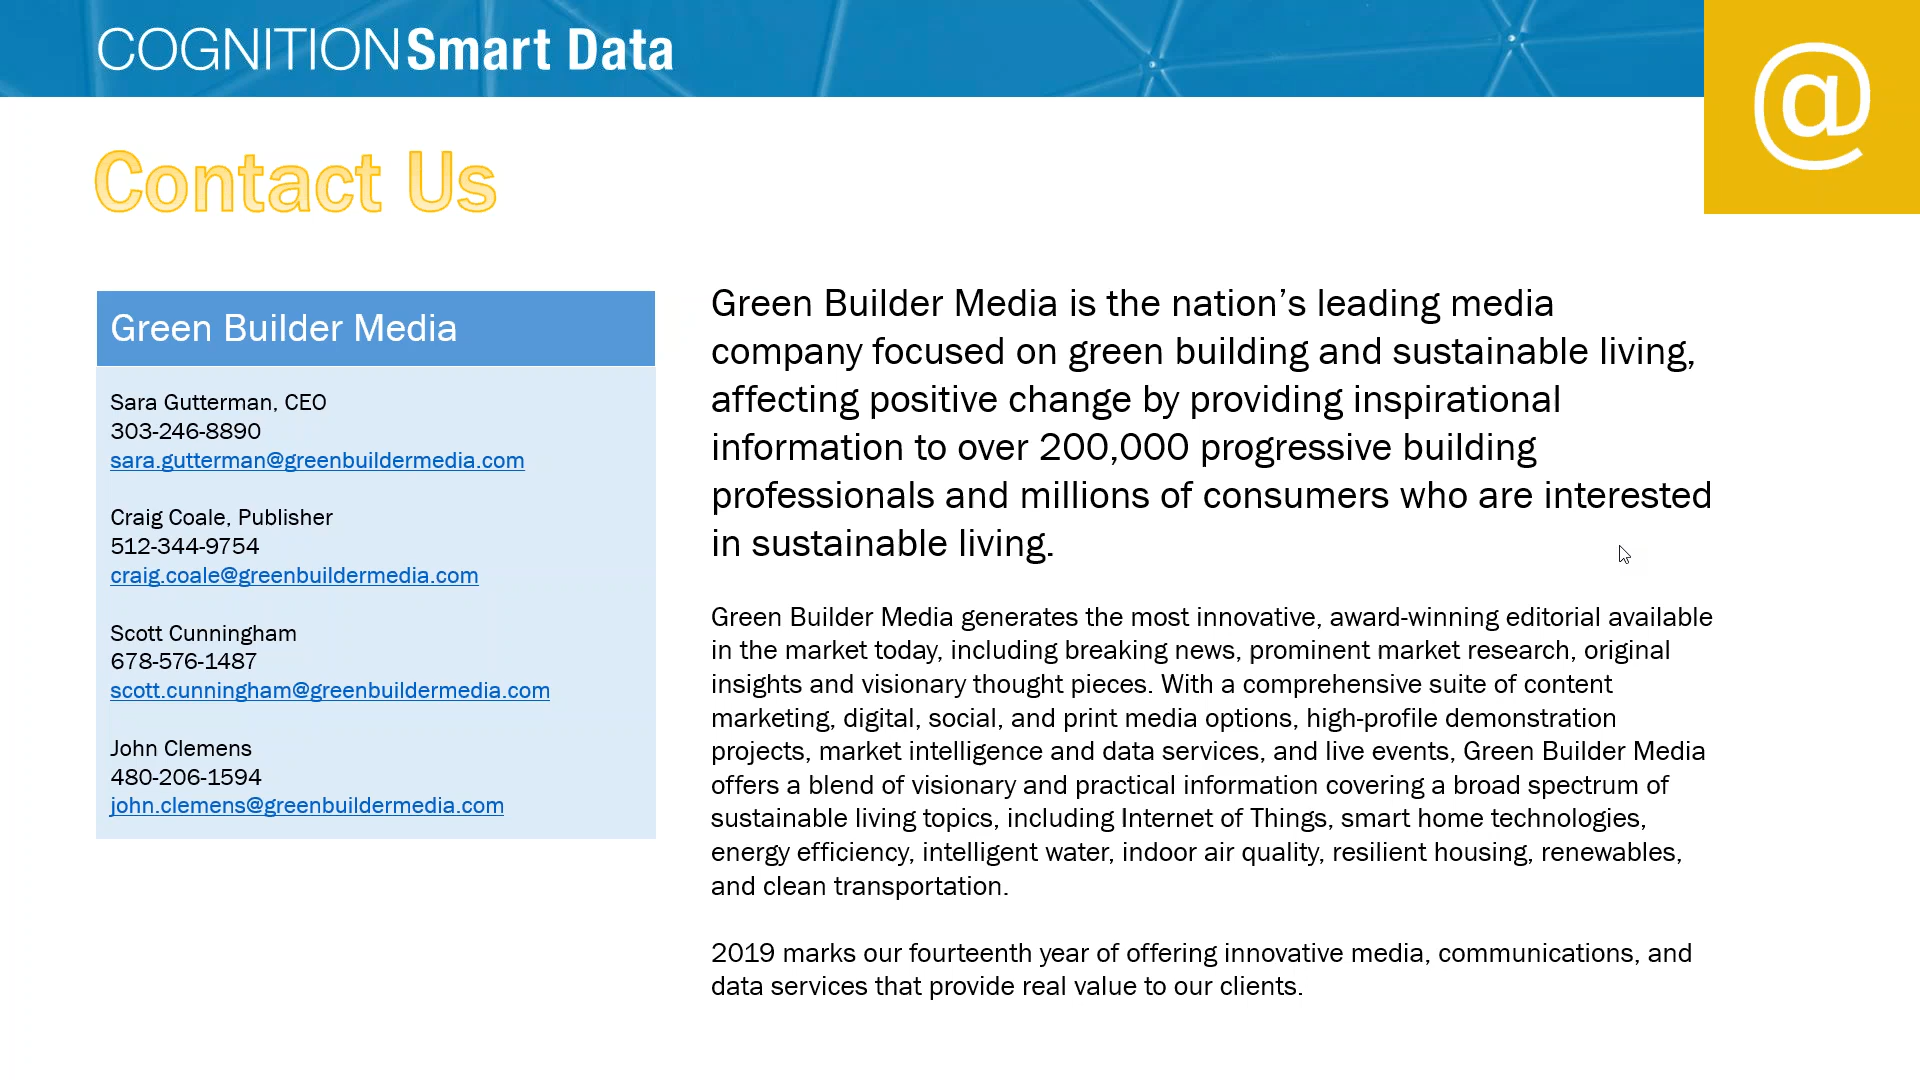 COGNITION Smart Data
@
Contact Us
Green Builder Media
Sara Gutterman, CEO
303-246-8890
sara.gutterman@greenbuildermedia.com
Craig Coale, Publisher
512-344-9754
craig.coale@greenbuildermedia.com
Scott Cunningham
678-576-1487
scott.cunningham@greenbuildermedia.com
John Clemens
480-206-1594
john.clemens@greenbuildermedia.com
Green Builder Media is the nation’s leading media
company focused on green building and sustainable living,
affecting positive change by providing inspirational
information to over 200,000 progressive building
professionals and millions of consumers who are interested
in sustainable living.
Green Builder Media generates the most innovative, award-winning editorial available
in the market today, including breaking news, prominent market research, original
insights and visionary thought pieces. With a comprehensive suite of content
marketing, digital, social, and print media options, high-profile demonstration
projects, market intelligence and data services, and live events, Green Builder Media
offers a blend of visionary and practical information covering a broad spectrum of
sustainable living topics, including Internet of Things, smart home technologies,
energy efficiency, intelligent water, indoor air quality, resilient housing, renewables,
and clean transportation.
2019 marks our fourteenth year of offering innovative media, communications, and
data services that provide real value to our clients.